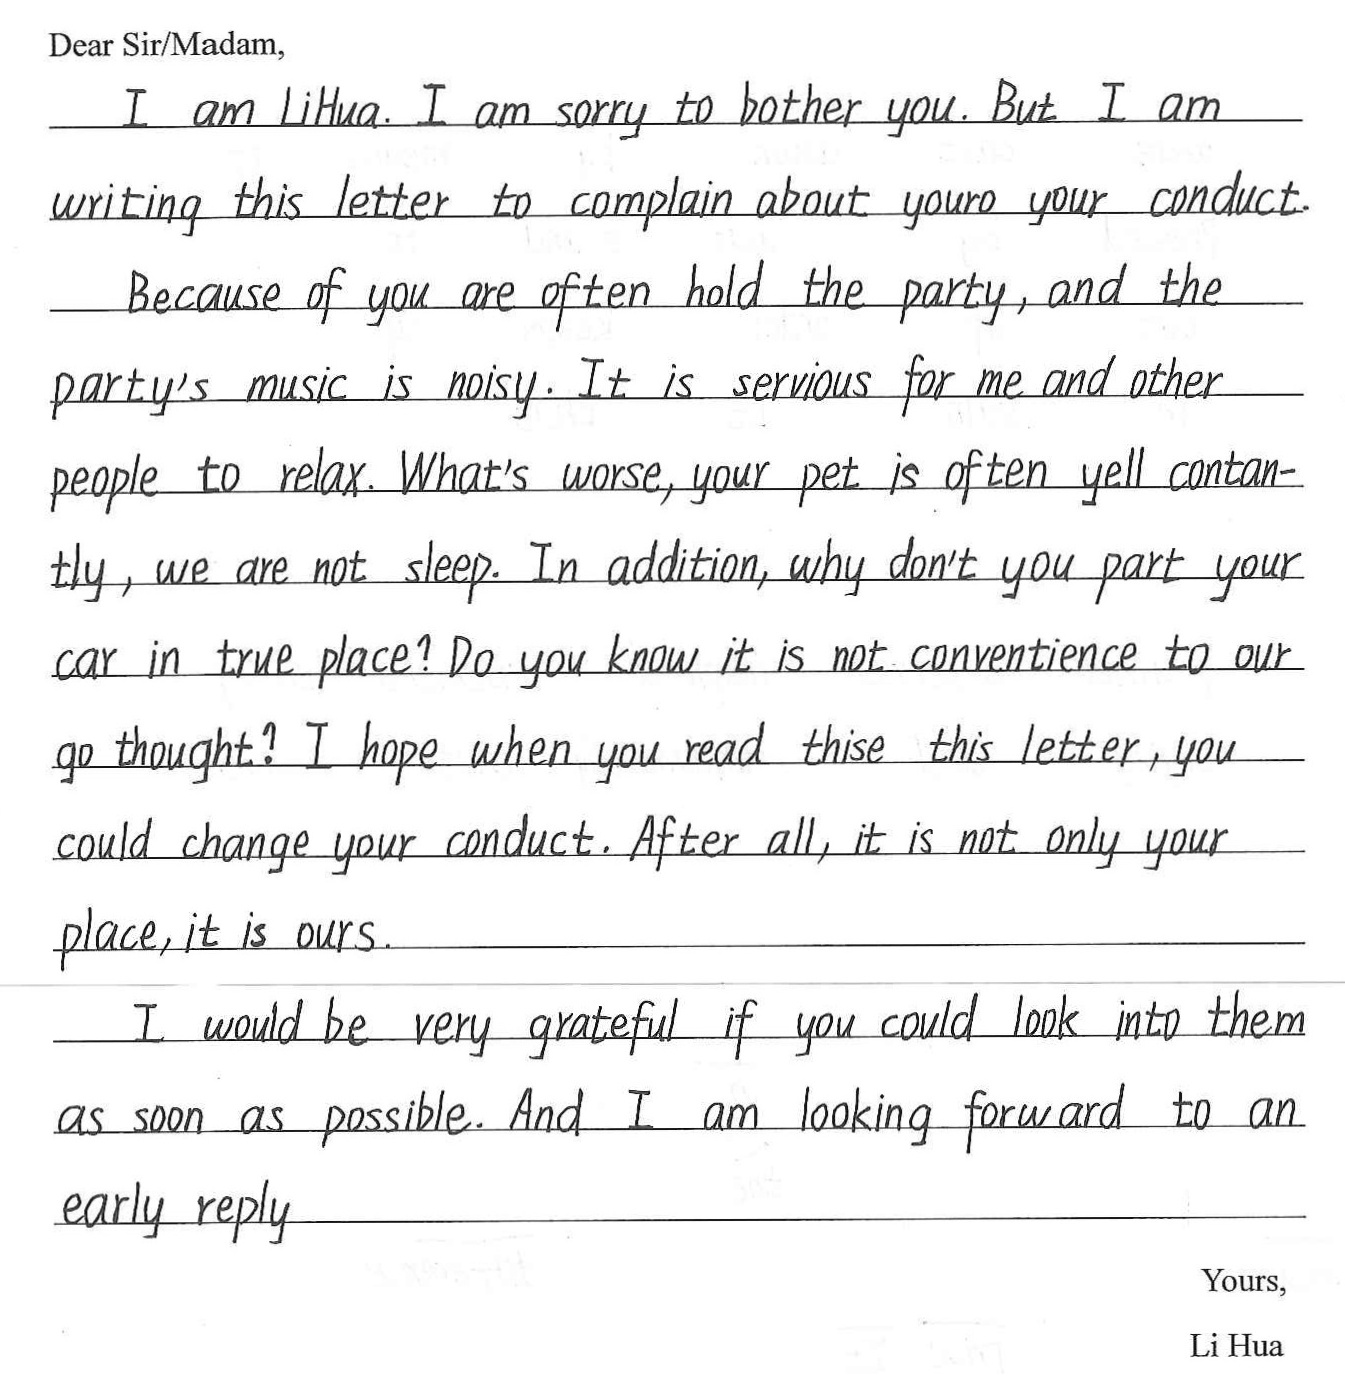 Dear Sir/Madam,
I am LiHua. I am sorry to bother you. But I am
writing this letter to complain about youro your conduct.
Because of you are often hold the party, and the
party's music is noisy. It is servious for me and other
people to relax. What's worse, your pet is often yell contan-
tly, we are not sleep. In addition, why don't you part your
car in true place? Do you know it is not conventience to our
go thought? I hope when you read thise this letter, you
could change your conduct. After all, it is not only your
place, it is ours.
I would be very grateful if you could look into them
as soon as possible. And I am looking forward to an
early reply
Yours,
Li Hua